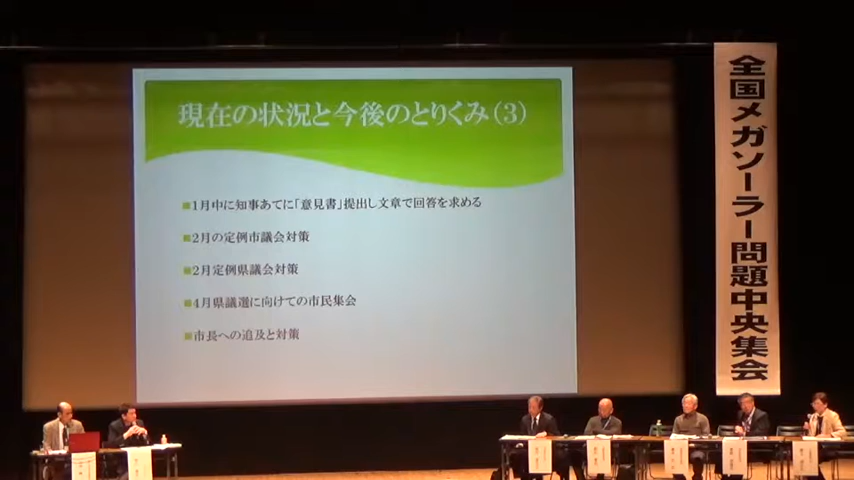 現在の状況と今後のとりくみ(3)
■1月中に知事あてに「意見書」提出し文章で回答を求める
■2月の定例市議会対策
■2月定例県議会対策
■4月県議選に向けての市民集会
■市長への追及と対策
全国メガソーラー問題中央集会